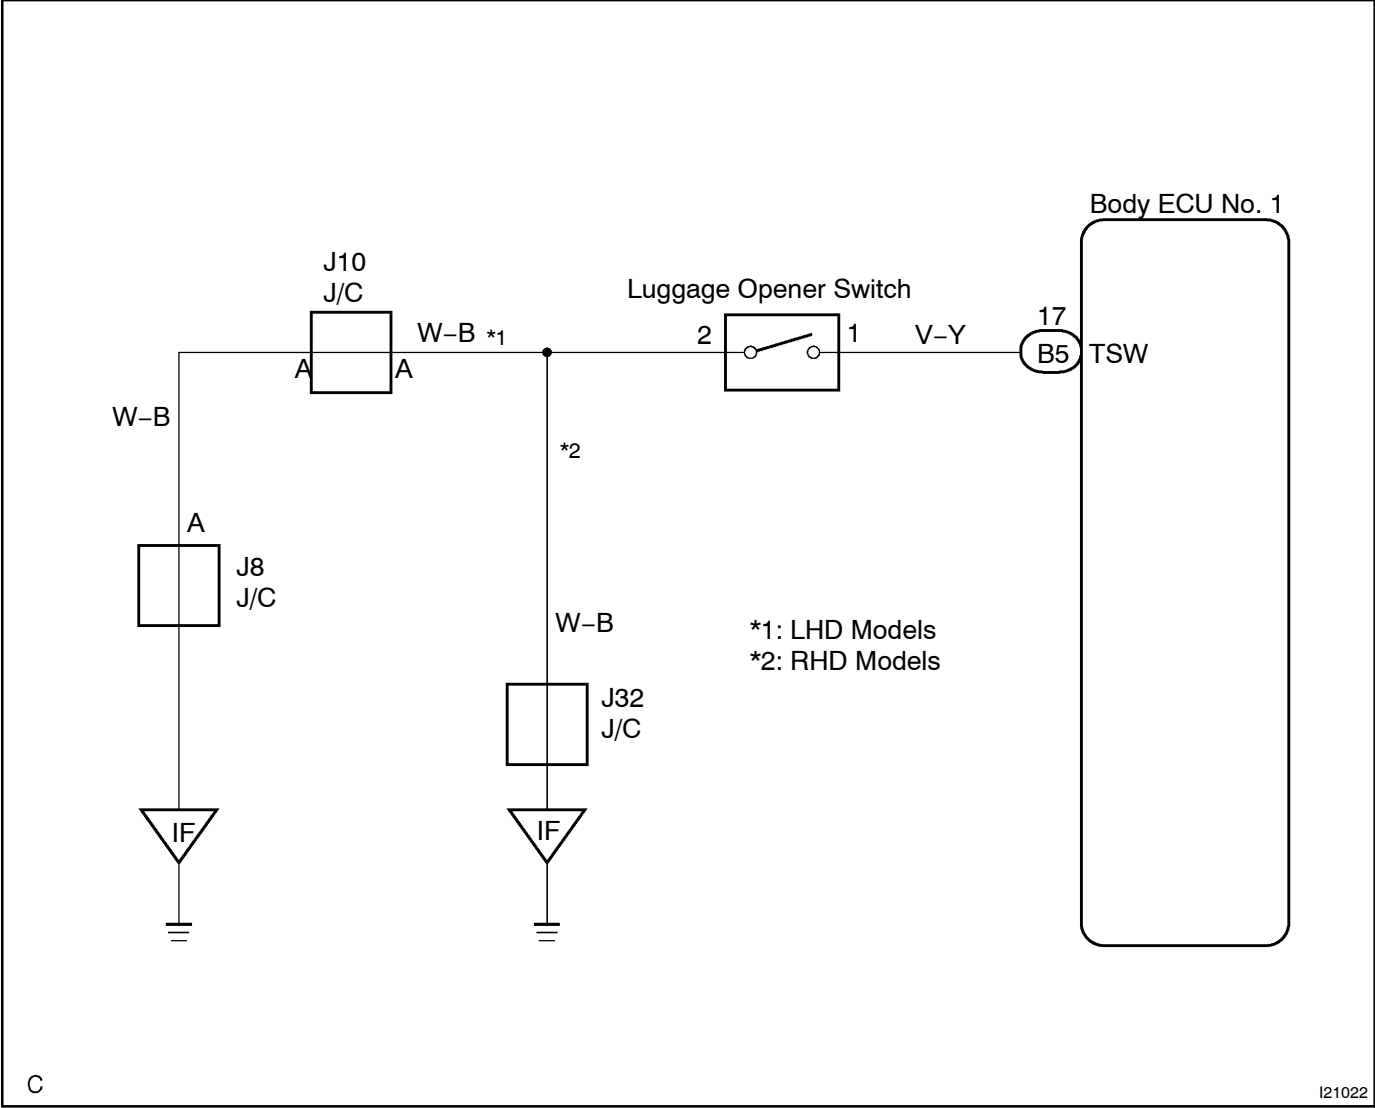 Body ECU No. 1
J10
J/C
Luggage Opener Switch
17
W–B *1
2
1
V–Y
B5
TSW
A
A
W–B
*2
A
J8
J/C
W–B
*1: LHD Models
*2: RHD Models
J32
J/C
IF
IF
C
I21022